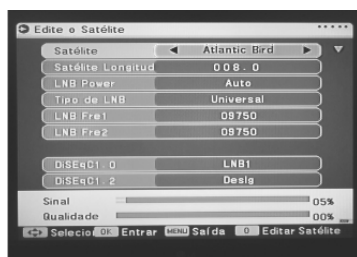 Edite o Satélite
Satélite Atlantic Bird
Satélite Longitud 008.0
LNB Power Auto
Tipo de LNB Universal
LNB Fre1 09750
LNB Fre2 09750
DiSEqC1.0 LNB1
DiSEqC1.2 Deslg
Sinal 05%
Qualidade 00%
Selecio OK Entrar MENU Saída 0 Editar Satélite